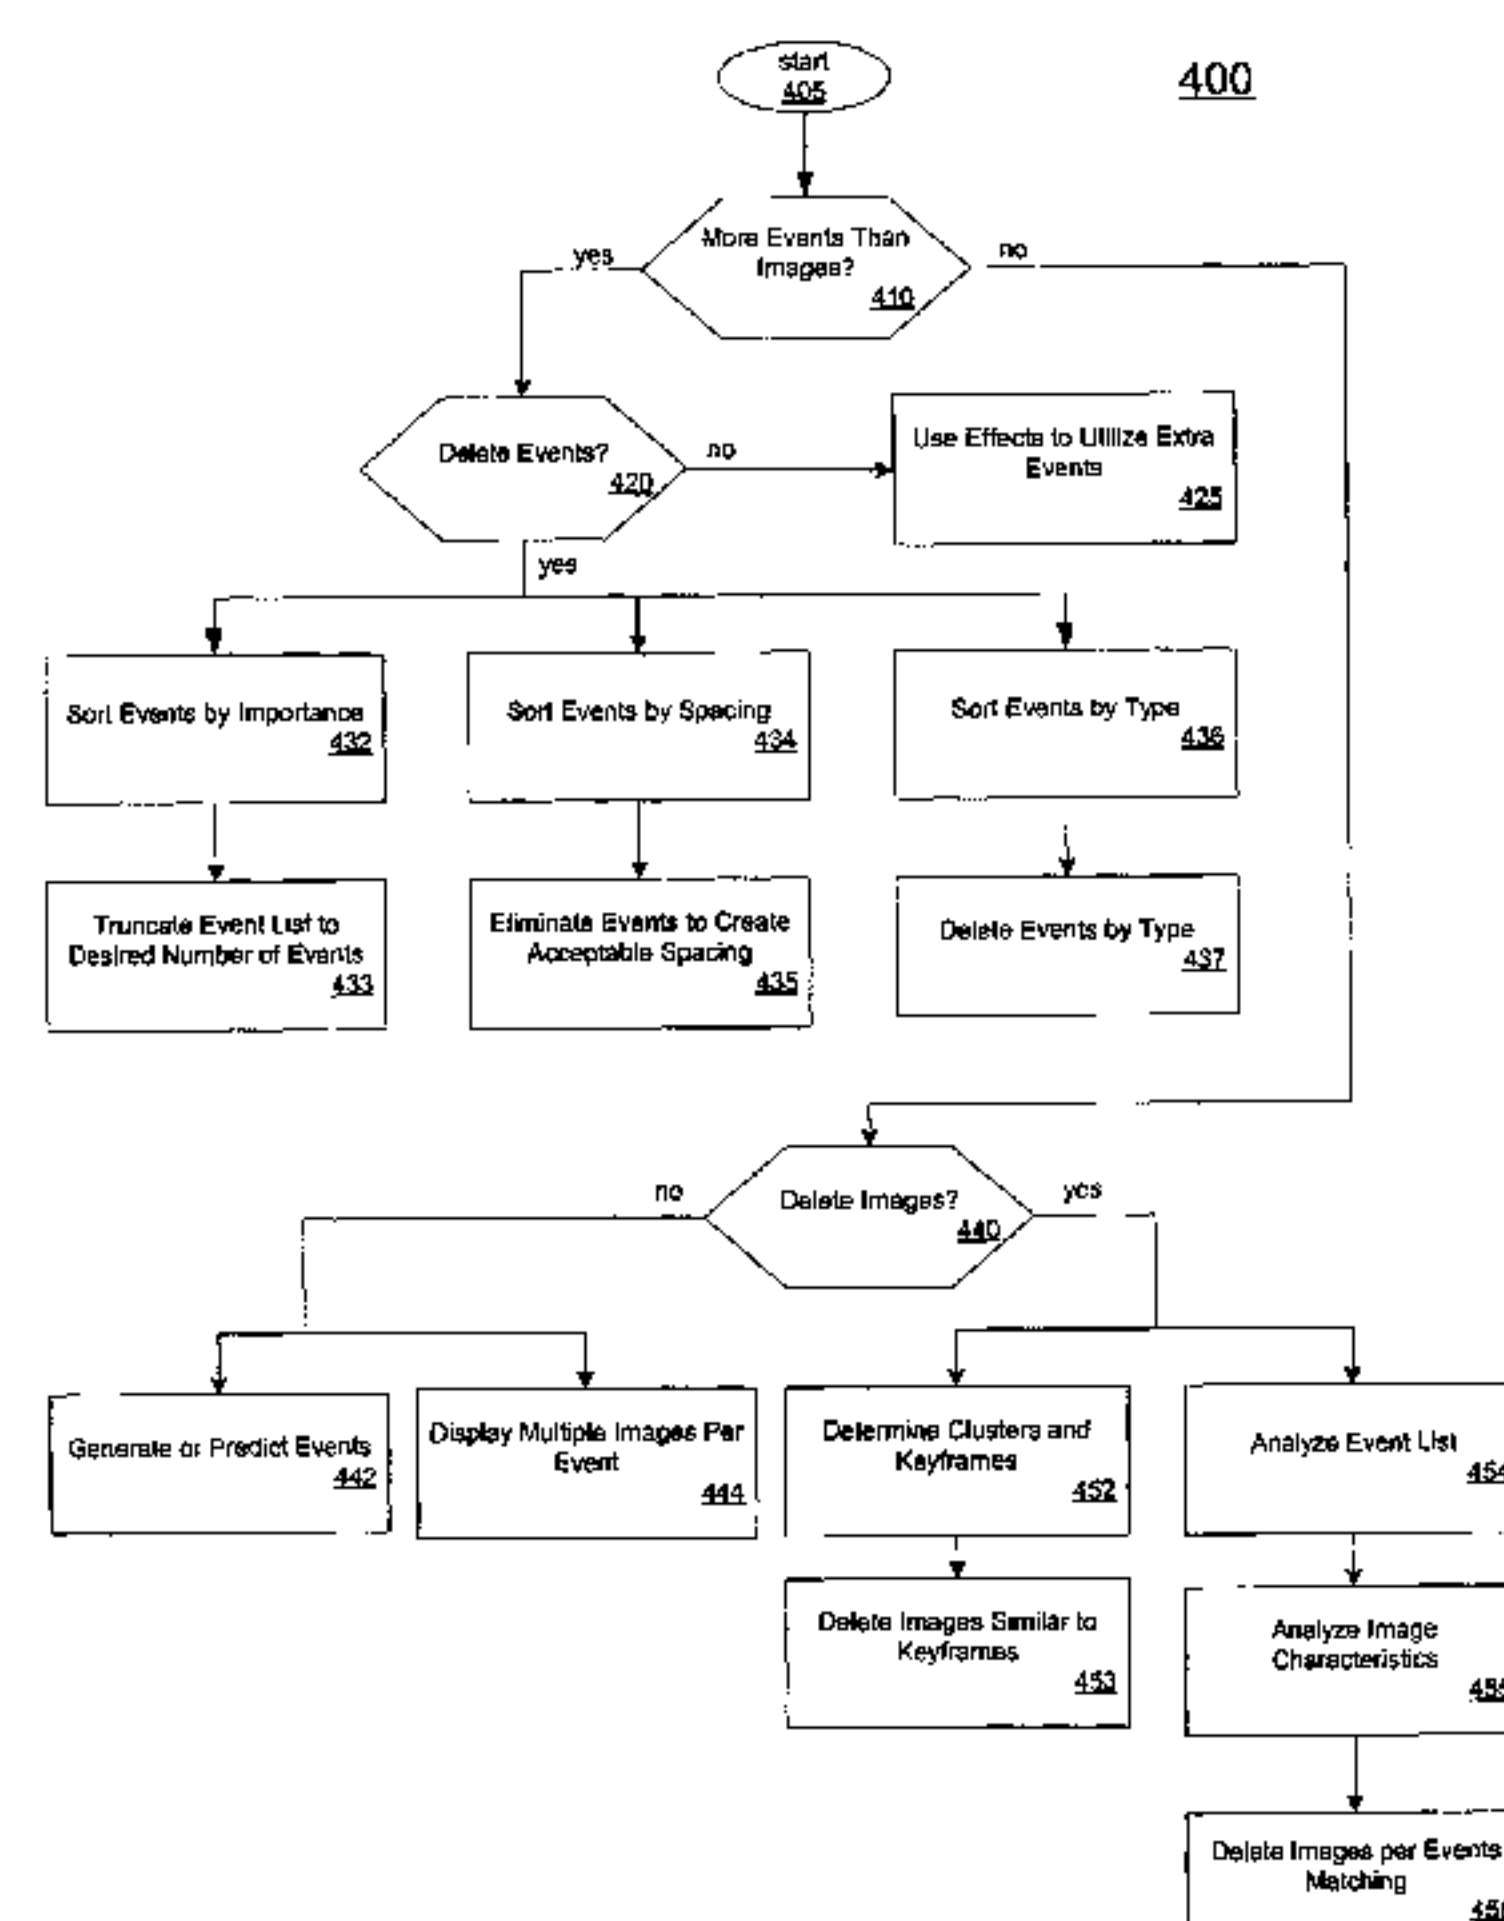 start
405
400
More Events Than
Images?
410
yes
no
Delete Events?
420
no
yes
Use Effects to Utilize Extra
Events
425
Sort Events by Importance
432
Sort Events by Spacing
434
Sort Events by Type
436
Truncate Event List to
Desired Number of Events
433
Eliminate Events to Create
Acceptable Spacing
435
Delete Events by Type
437
Delete Images?
440
no
yes
Generate or Predict Events
442
Display Multiple Images Per
Event
444
Determine Clusters and
Keyframes
452
Analyze Event List
454
Delete Images Similar to
Keyframes
453
Analyze Image
Characteristics
Delete Images per Events
Matching